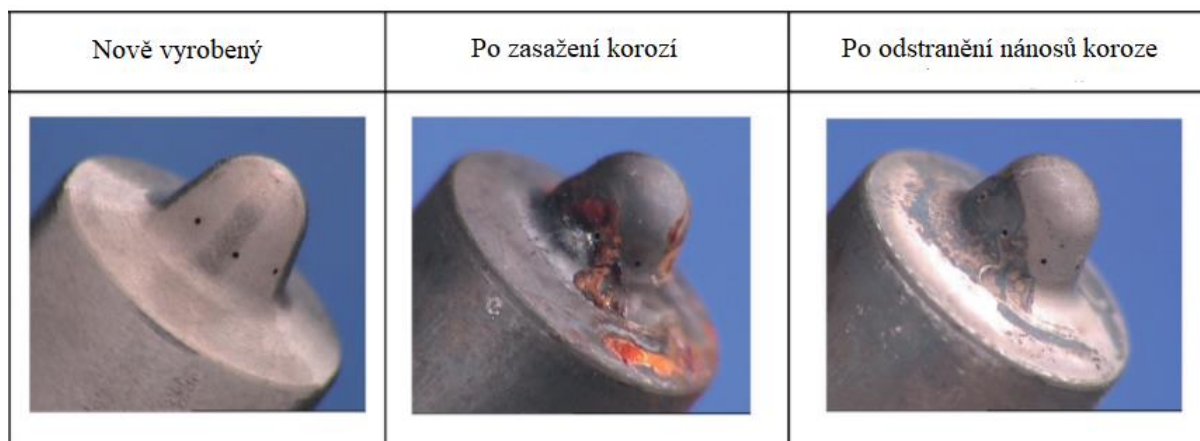 Nově vyrobený
Po zasažení korozí
Po odstranění nánosů koroze